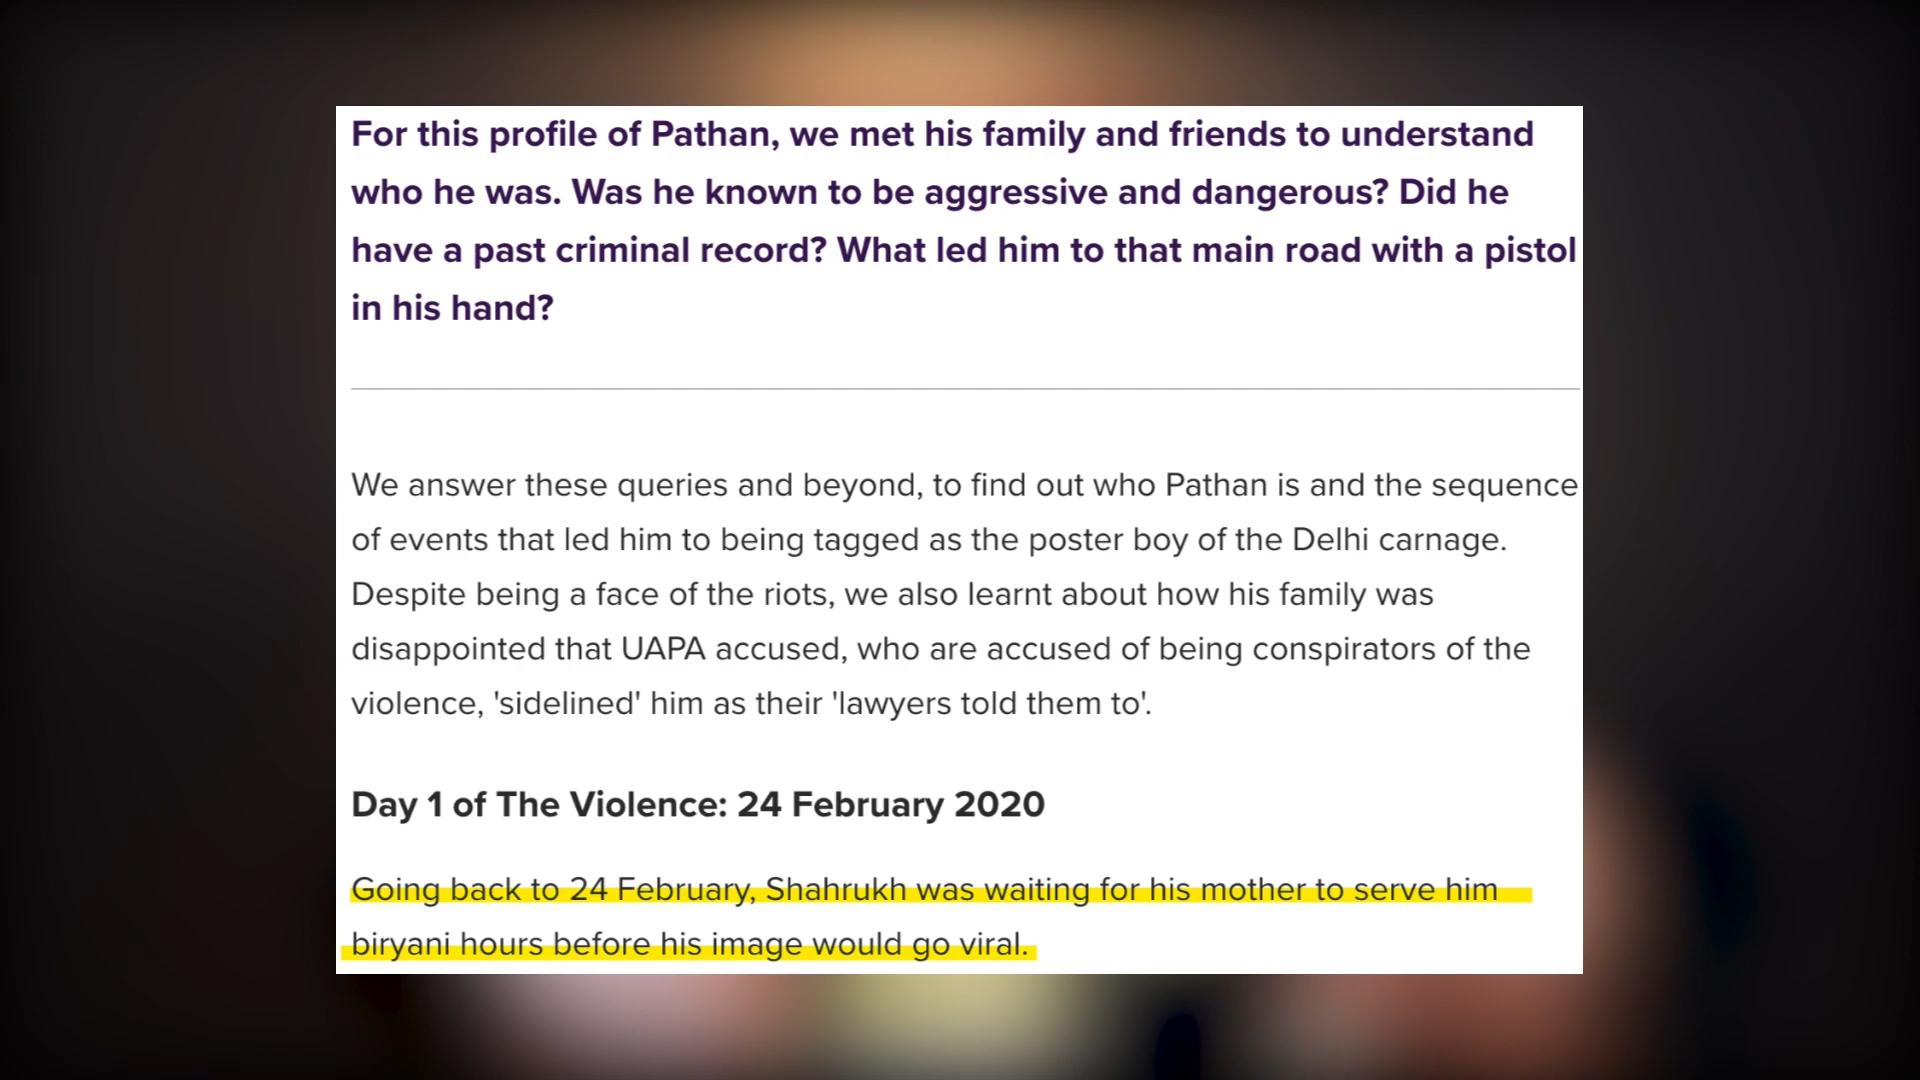 For this profile of Pathan, we met his family and friends to understand
who he was. Was he known to be aggressive and dangerous? Did he
have a past criminal record? What led him to that main road with a pistol
in his hand?
We answer these queries and beyond, to find out who Pathan is and the sequence
of events that led him to being tagged as the poster boy of the Delhi carnage.
Despite being a face of the riots, we also learnt about how his family was
disappointed that UAPA accused, who are accused of being conspirators of the
violence, 'sidelined' him as their 'lawyers told them to'.
Day 1 of The Violence: 24 February 2020
Going back to 24 February, Shahrukh was waiting for his mother to serve him
biryani hours before his image would go viral.